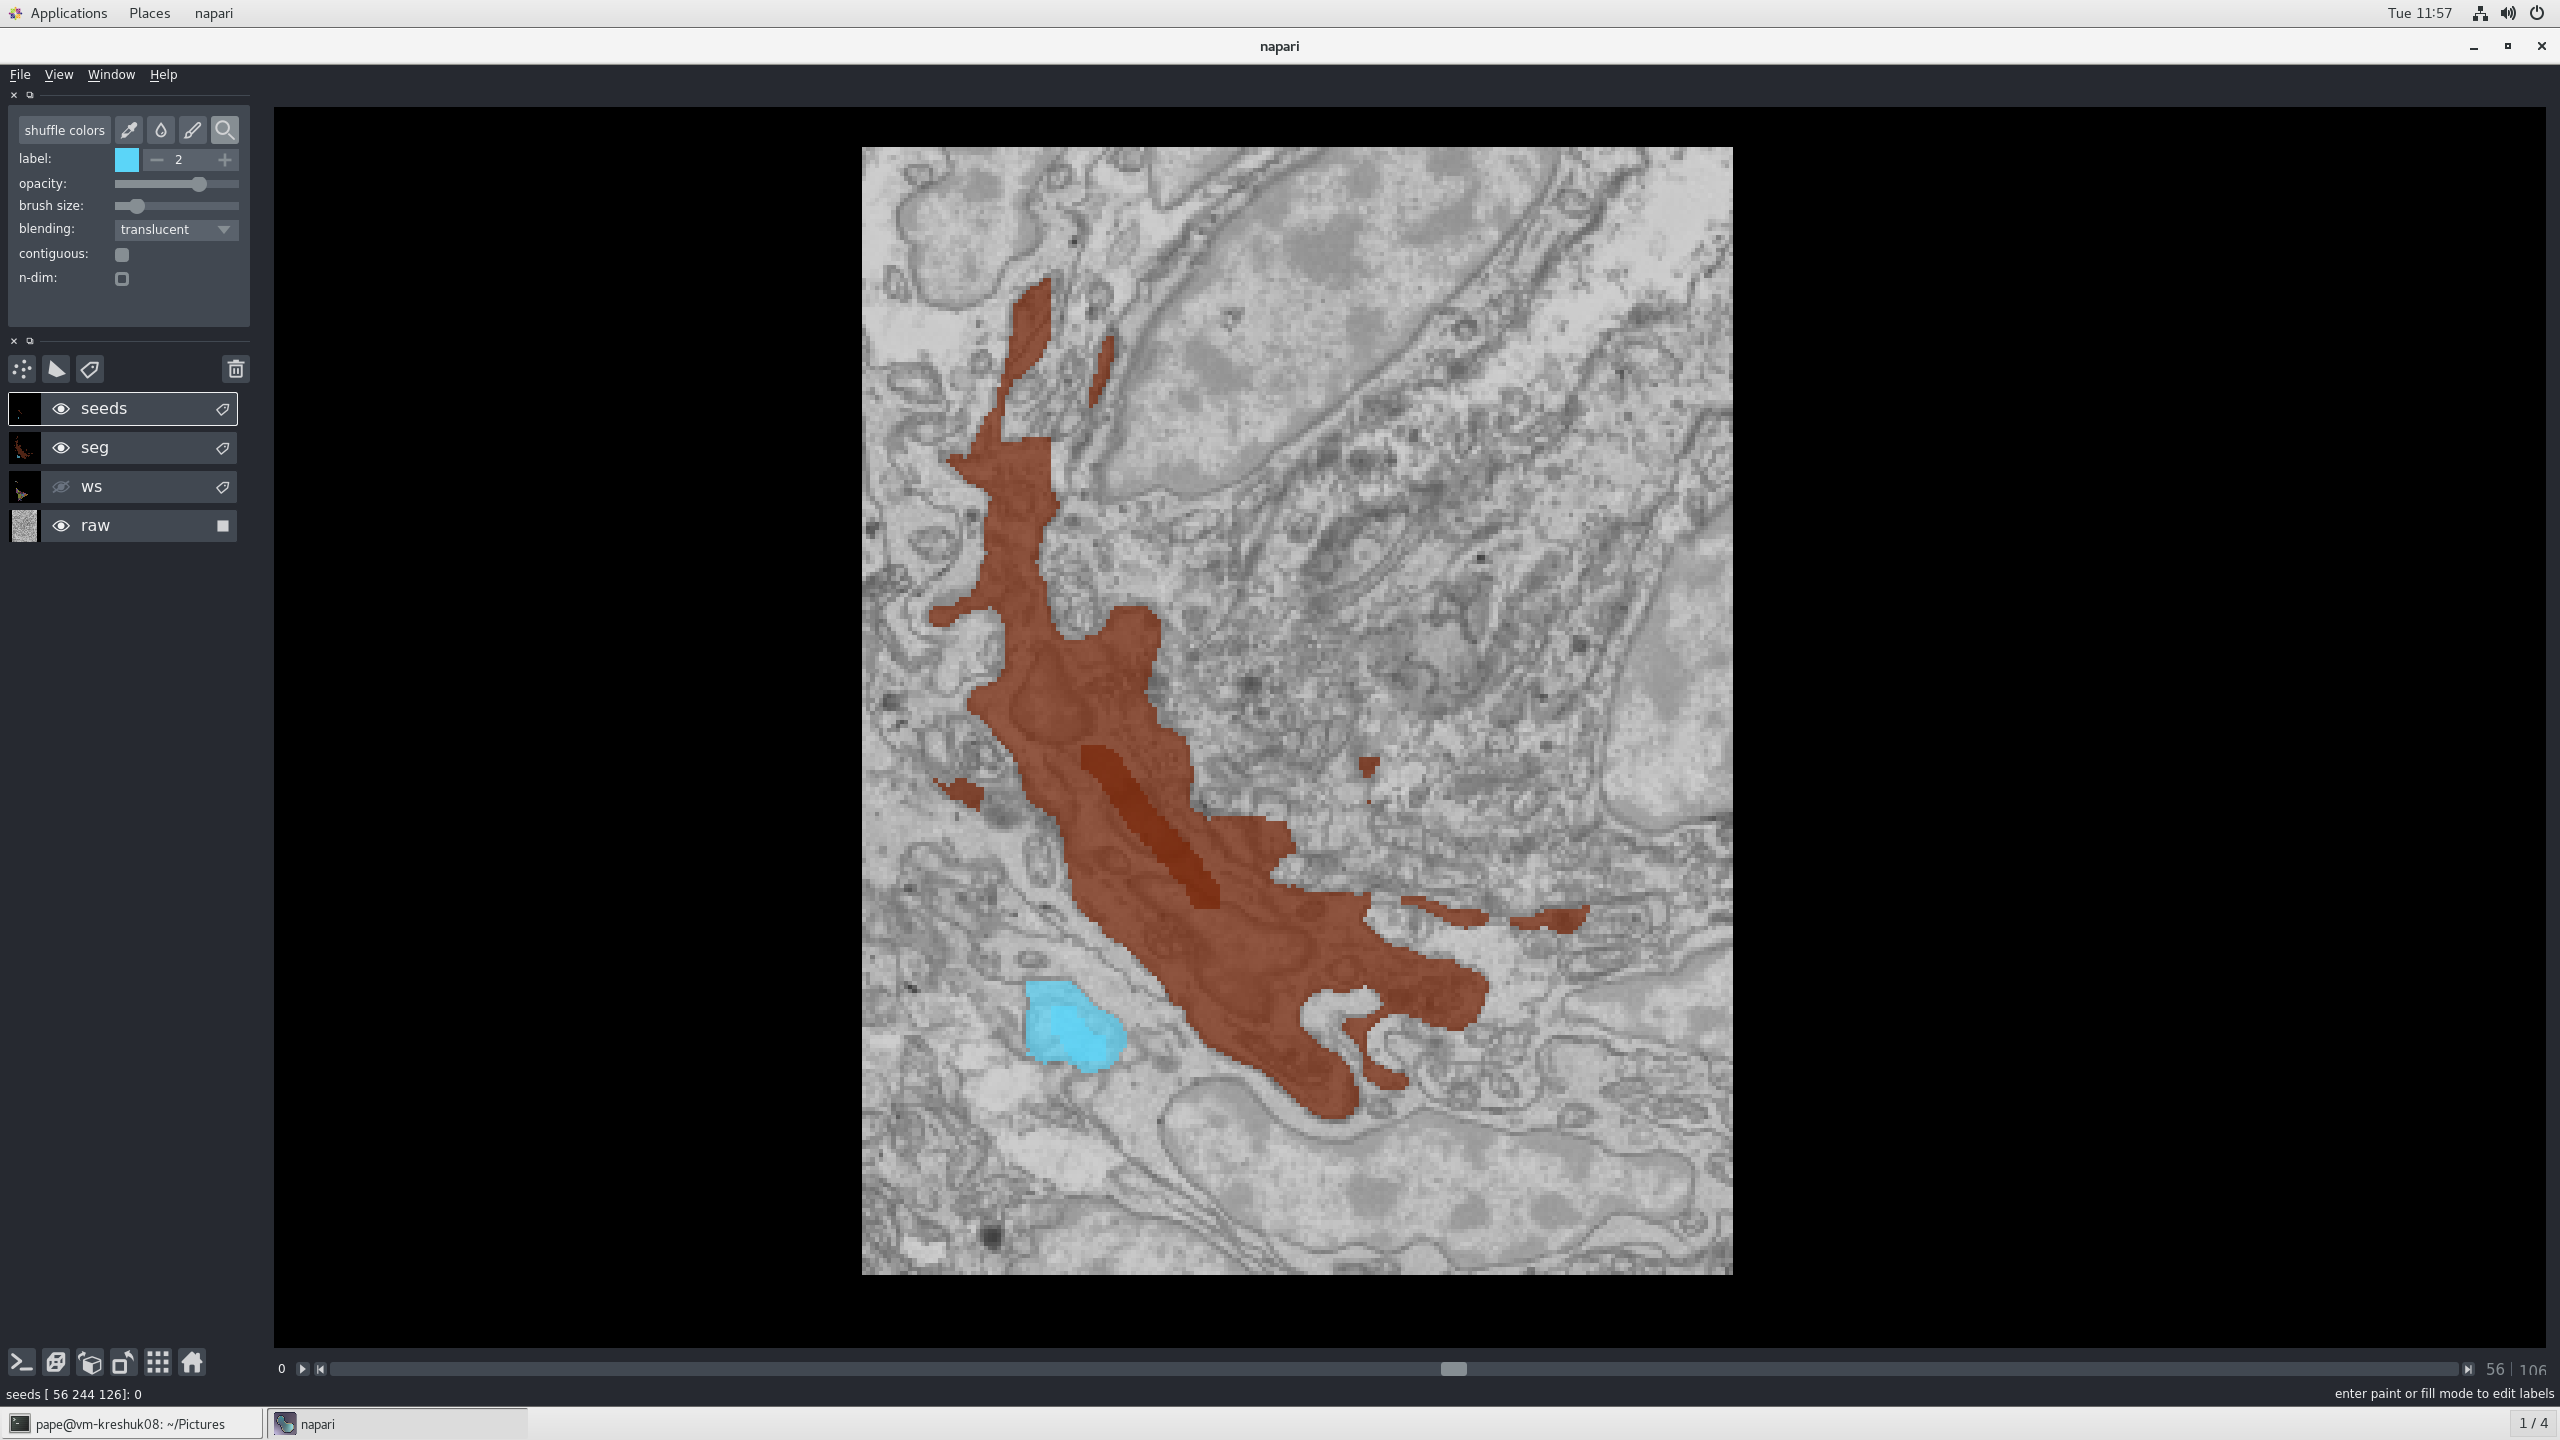 Applications Places napari Tue 11:57
napari
File View Window Help
shuffle colors
label: 2
opacity:
brush size:
blending: translucent
contiguous:
n-dim:
seeds
seg
ws
raw
0 56 | 106
seeds [ 56 244 126]: 0 enter paint or fill mode to edit labels
pape@vm-kreshuk08: ~/Pictures napari 1 / 4